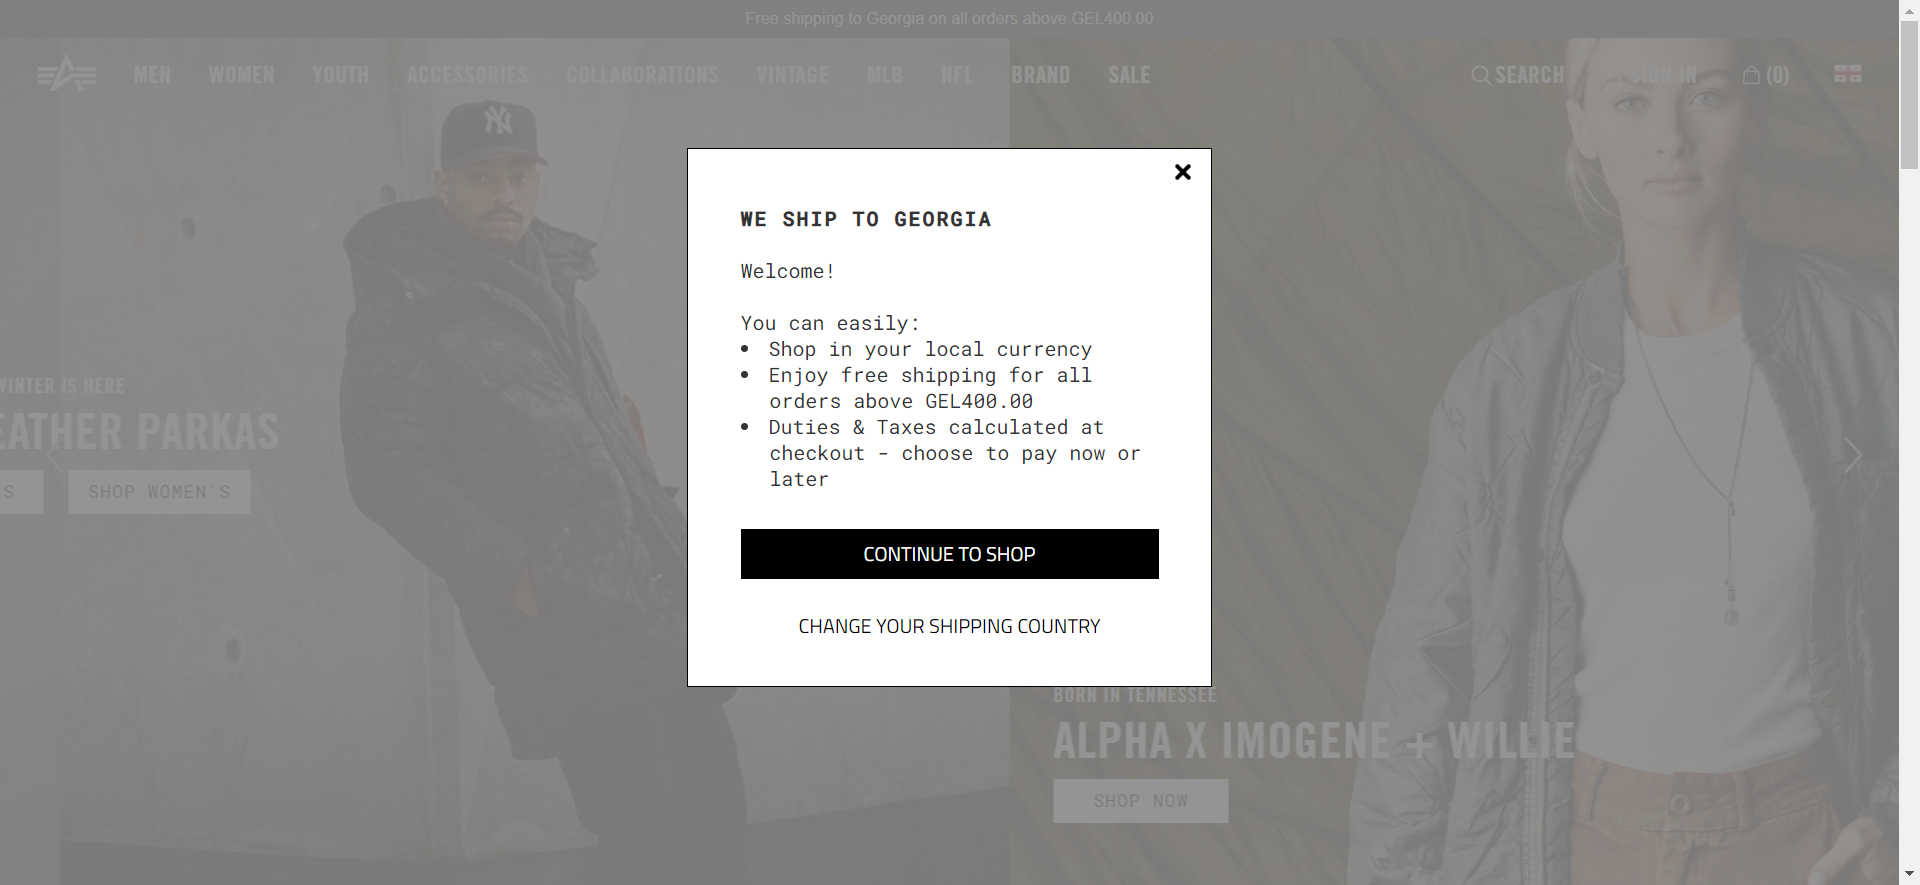 Free shipping to Georgia on all orders above GEL400.00
MEN WOMEN YOUTH ACCESSORIES COLLABORATIONS VINTAGE MLB NFL BRAND SALE SEARCH SIGN IN (0)
NY
WE SHIP TO GEORGIA
Welcome!
You can easily:
• Shop in your local currency
• Enjoy free shipping for all
orders above GEL400.00
• Duties & Taxes calculated at
checkout - choose to pay now or
later
CONTINUE TO SHOP
CHANGE YOUR SHIPPING COUNTRY
WINTER IS HERE
EATHER PARKAS
S
SHOP WOMEN'S
BORN IN TENNESSEE
ALPHA X IMOGENE + WILLIE
SHOP NOW